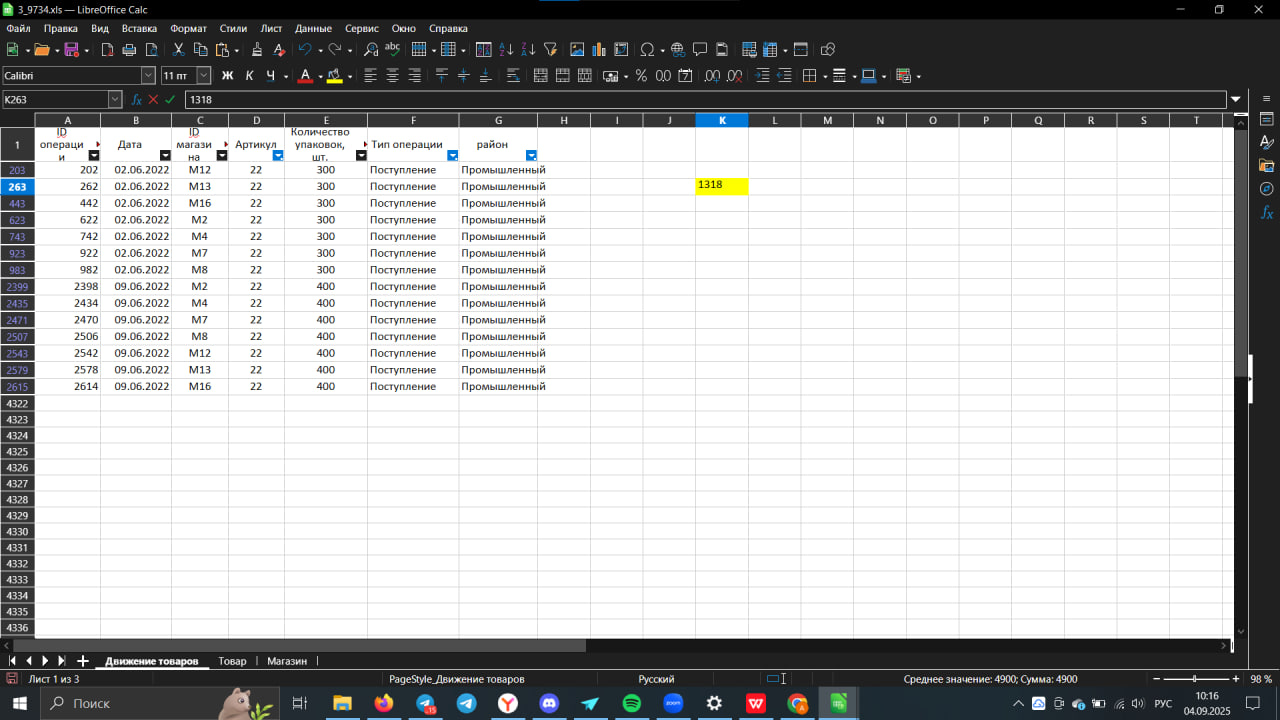 3_9734.xls — LibreOffice Calc
Файл Правка Вид Вставка Формат Стили Лист Данные Сервис Окно Справка
Calibri 11 пт Ж К Ч
K263 fx 1318
A B C D E F G H I J K L M N O P Q R S T
1 ID операции Дата ID магазина Артикул Количество упаковок, шт. Тип операции район
203 202 02.06.2022 M12 22 300 Поступление Промышленный
263 262 02.06.2022 M13 22 300 Поступление Промышленный 1318
443 442 02.06.2022 M16 22 300 Поступление Промышленный
623 622 02.06.2022 M2 22 300 Поступление Промышленный
743 742 02.06.2022 M4 22 300 Поступление Промышленный
923 922 02.06.2022 M7 22 300 Поступление Промышленный
983 982 02.06.2022 M8 22 300 Поступление Промышленный
2399 2398 09.06.2022 M2 22 400 Поступление Промышленный
2435 2434 09.06.2022 M4 22 400 Поступление Промышленный
2471 2470 09.06.2022 M7 22 400 Поступление Промышленный
2507 2506 09.06.2022 M8 22 400 Поступление Промышленный
2543 2542 09.06.2022 M12 22 400 Поступление Промышленный
2579 2578 09.06.2022 M13 22 400 Поступление Промышленный
2615 2614 09.06.2022 M16 22 400 Поступление Промышленный
4322
4323
4324
4325
4326
4327
4328
4329
4330
4331
4332
4333
4334
4335
4336
Движение товаров Товар Магазин
Лист 1 из 3 PageStyle_Движение товаров Русский Среднее значение: 4900; Сумма: 4900 98 %
Поиск РУС 10:16
04.09.2025